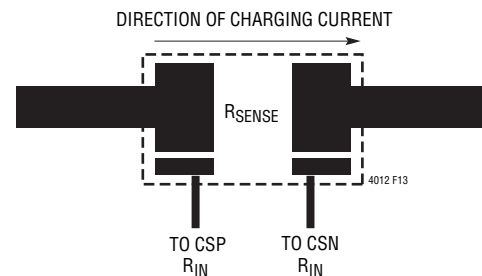 DIRECTION OF CHARGING CURRENT
RSENSE
4012 F13
TO CSP
RIN
TO CSN
RIN